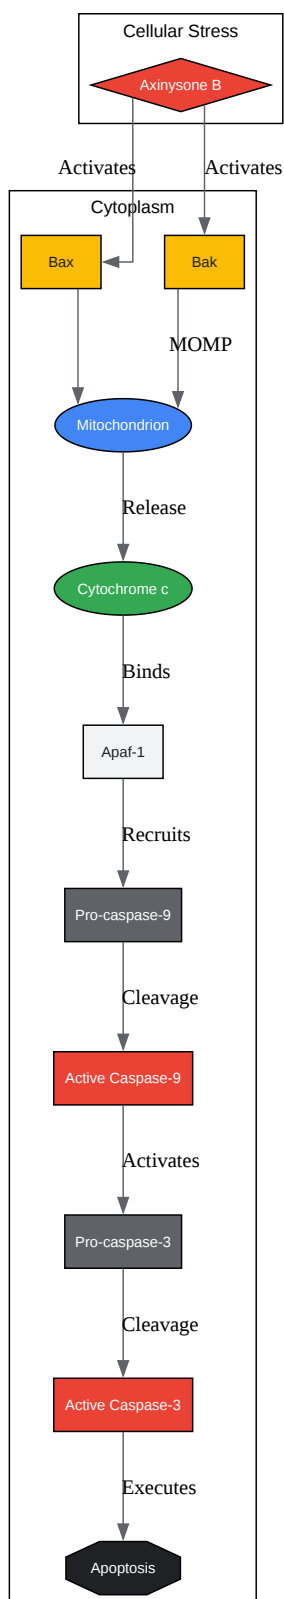 Cellular Stress
Axinysone B
Activates
Activates
Cytoplasm
Bax
Bak
MOMP
Mitochondrion
Release
Cytochrome c
Binds
Apaf-1
Recruits
Pro-caspase-9
Cleavage
Active Caspase-9
Activates
Pro-caspase-3
Cleavage
Active Caspase-3
Executes
Apoptosis